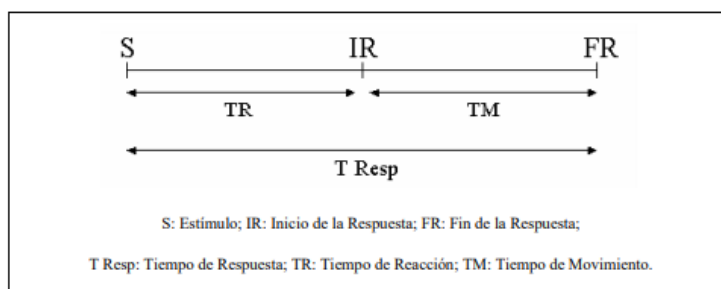 S IR FR
TR TM
T Resp
S: Estímulo; IR: Inicio de la Respuesta; FR: Fin de la Respuesta;
T Resp: Tiempo de Respuesta; TR: Tiempo de Reacción; TM: Tiempo de Movimiento.